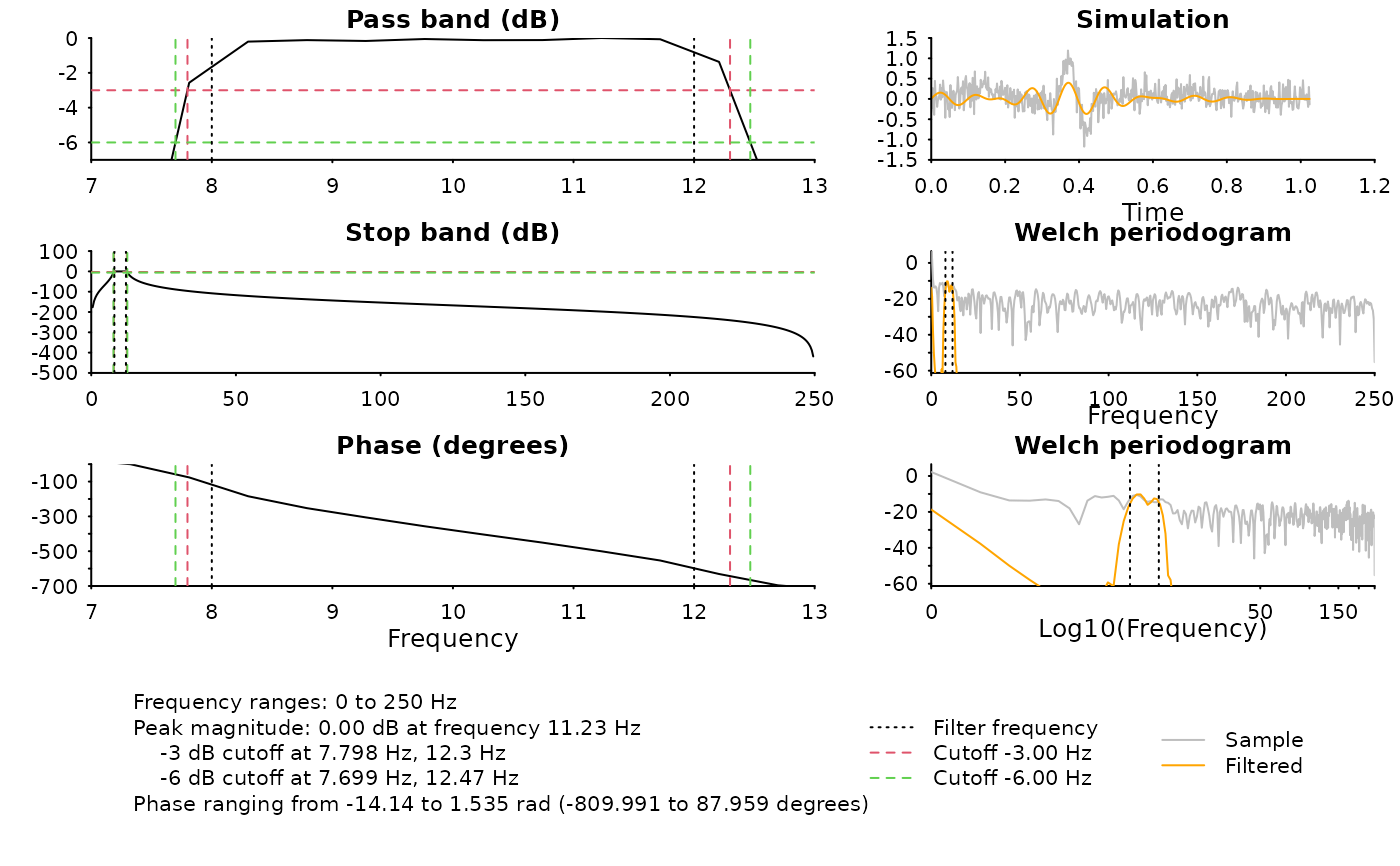 Pass band (dB)
0
-2
-4
-6
7 8 9 10 11 12 13
Simulation
1.5
1.0
0.5
0.0
-0.5
-1.0
-1.5
0.0 0.2 0.4 0.6 0.8 1.0 1.2
Time
Stop band (dB)
100
0
-100
-200
-300
-400
-500
0 50 100 150 200 250
Welch periodogram
0
-20
-40
-60
0 50 100 150 200 250
Frequency
Phase (degrees)
-100
-300
-500
-700
7 8 9 10 11 12 13
Frequency
Welch periodogram
0
-20
-40
-60
0 50 150
Log10(Frequency)
Frequency ranges: 0 to 250 Hz
Peak magnitude: 0.00 dB at frequency 11.23 Hz
-3 dB cutoff at 7.798 Hz, 12.3 Hz
-6 dB cutoff at 7.699 Hz, 12.47 Hz
Phase ranging from -14.14 to 1.535 rad (-809.991 to 87.959 degrees)
Filter frequency
Cutoff -3.00 Hz
Cutoff -6.00 Hz
Sample
Filtered